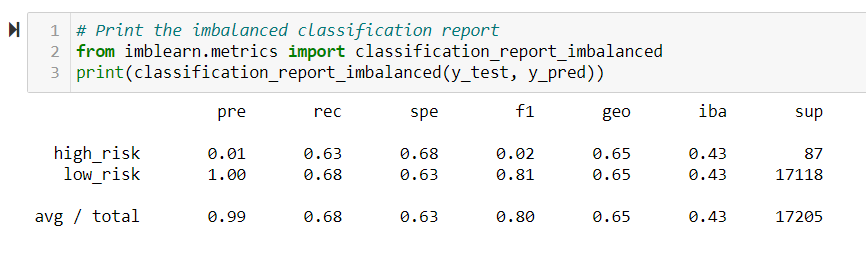 1 # Print the imbalanced classification report
2 from imblearn.metrics import classification_report_imbalanced
3 print(classification_report_imbalanced(y_test, y_pred))
pre rec spe f1 geo iba sup
high_risk 0.01 0.63 0.68 0.02 0.65 0.43 87
low_risk 1.00 0.68 0.63 0.81 0.65 0.43 17118
avg / total 0.99 0.68 0.63 0.80 0.65 0.43 17205